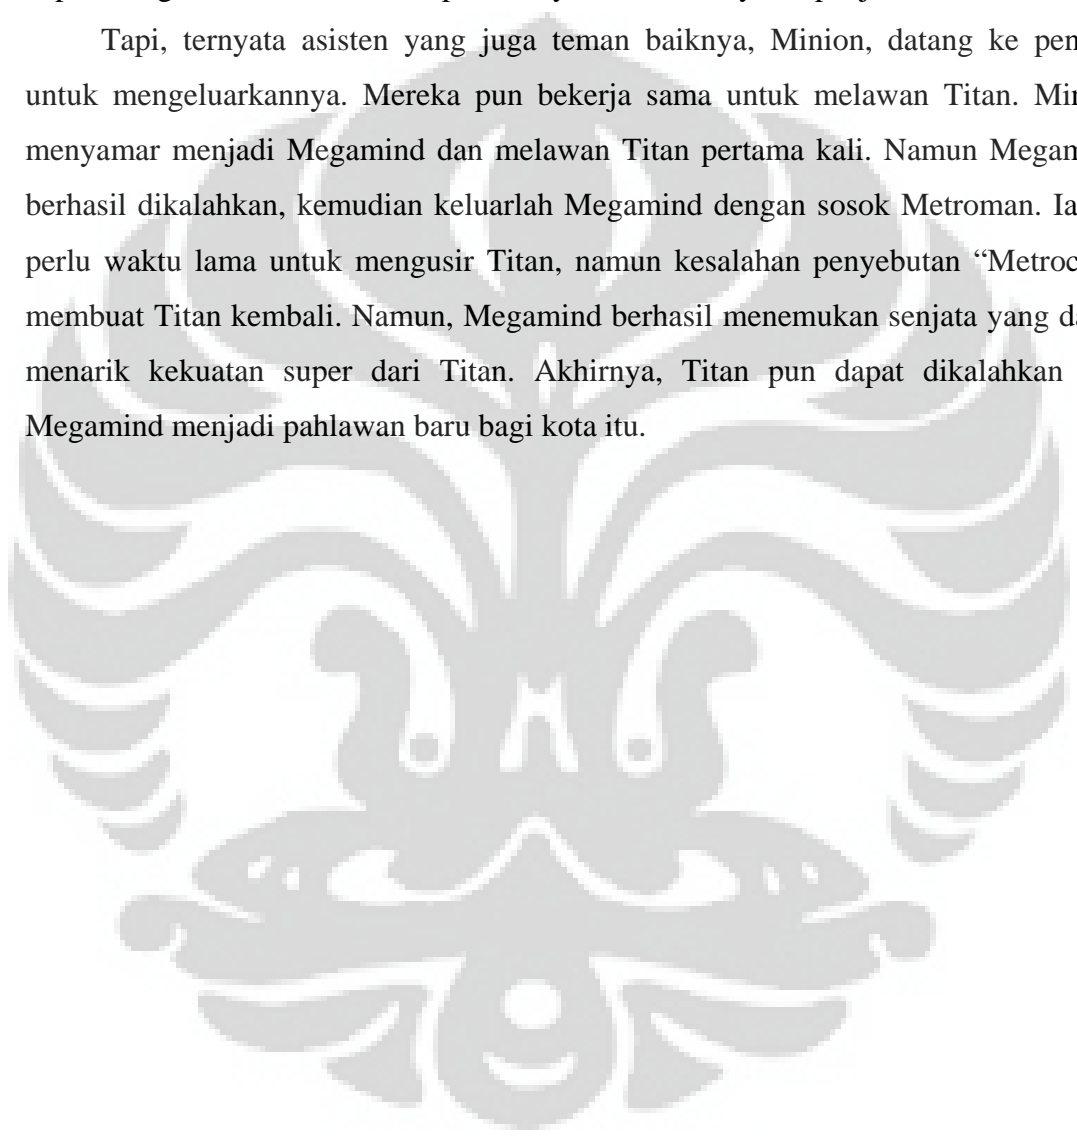 Tapi, ternyata asisten yang juga teman baiknya, Minion, datang ke pen
untuk mengeluarkannya. Mereka pun bekerja sama untuk melawan Titan. Min
menyamar menjadi Megamind dan melawan Titan pertama kali. Namun Megam
berhasil dikalahkan, kemudian keluarlah Megamind dengan sosok Metroman. Ia
perlu waktu lama untuk mengusir Titan, namun kesalahan penyebutan “Metroc
membuat Titan kembali. Namun, Megamind berhasil menemukan senjata yang da
menarik kekuatan super dari Titan. Akhirnya, Titan pun dapat dikalahkan
Megamind menjadi pahlawan baru bagi kota itu.